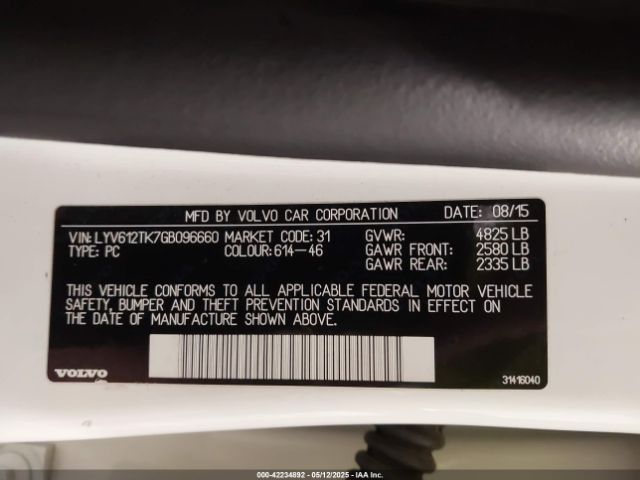 MFD BY VOLVO CAR CORPORATION DATE: 08/15
VIN: LYV612TK7GB096660 MARKET CODE: 31 GVWR: 4825 LB
TYPE: PC COLOUR: 614-46 GAWR FRONT: 2580 LB
GAWR REAR: 2335 LB
THIS VEHICLE CONFORMS TO ALL APPLICABLE FEDERAL MOTOR VEHICLE
SAFETY, BUMPER AND THEFT PREVENTION STANDARDS IN EFFECT ON
THE DATE OF MANUFACTURE SHOWN ABOVE.
VOLVO 31416040
000-42234892 - 05/12/2025 - IAA Inc.